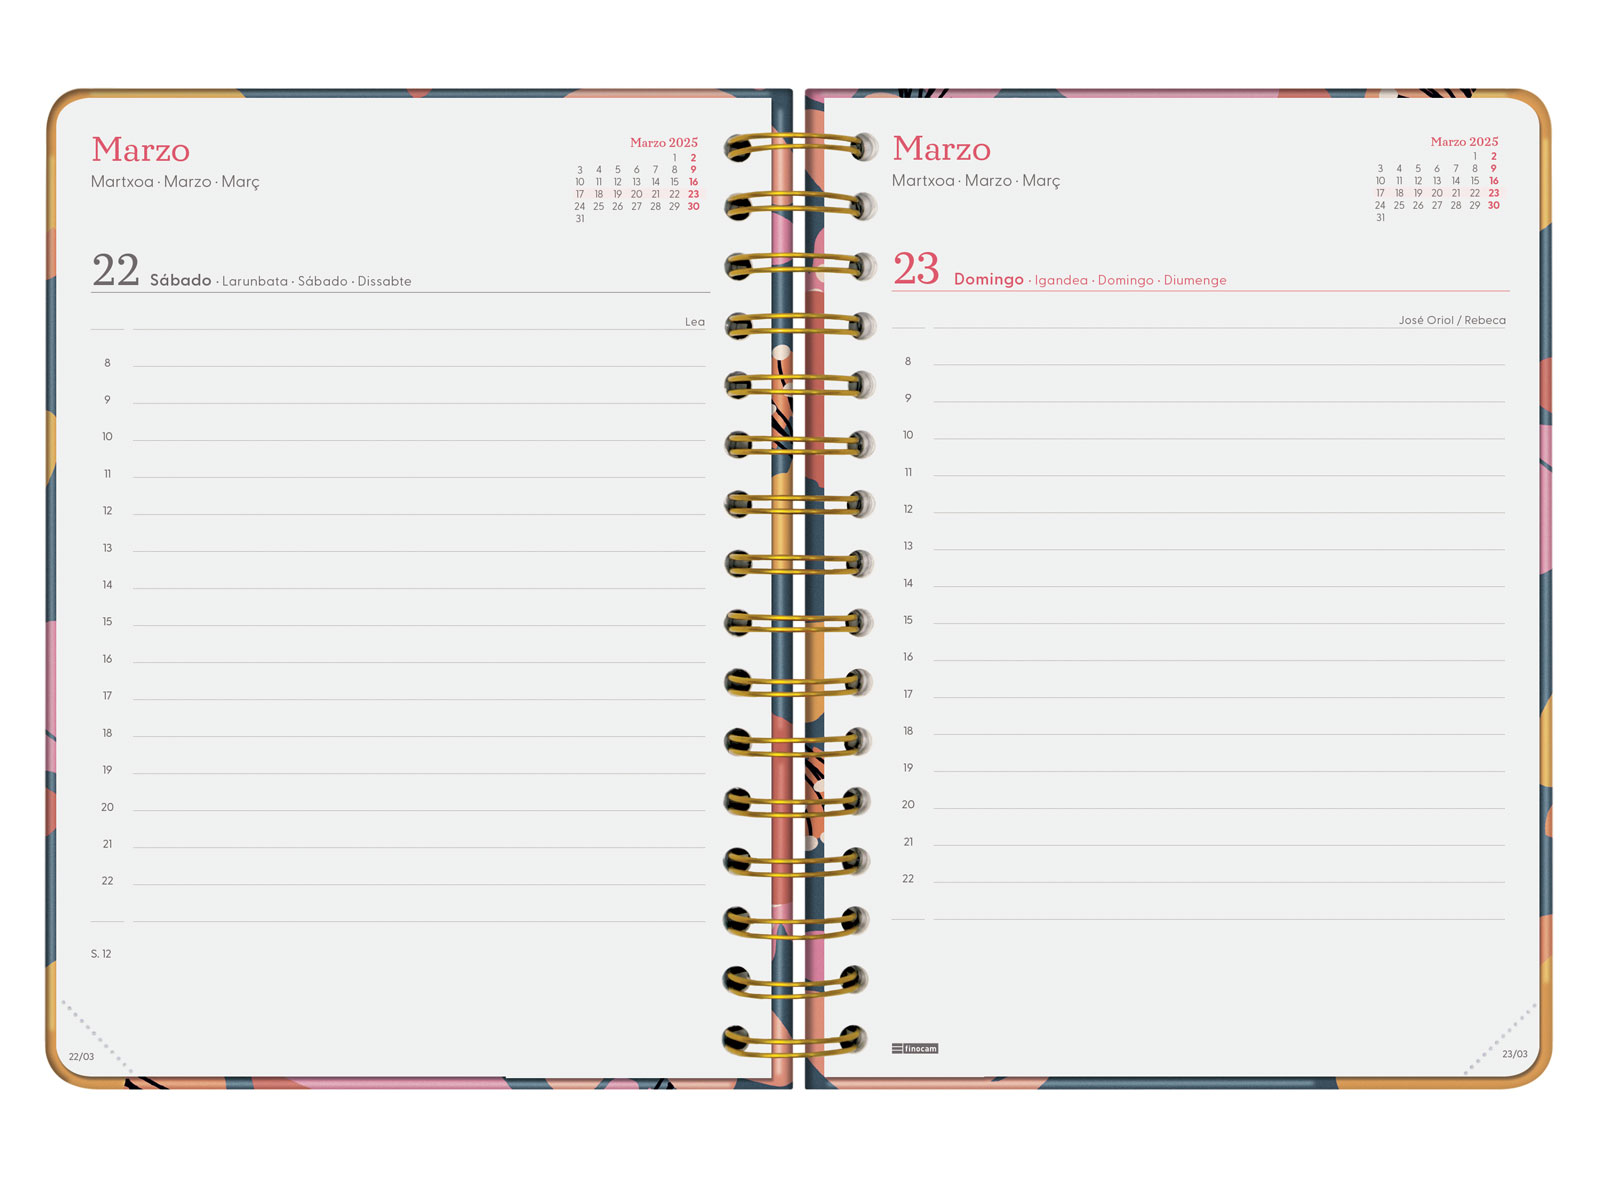 Marzo
Martxoa · Marzo · Març
Marzo 2025
1 2
3 4 5 6 7 8 9
10 11 12 13 14 15 16
17 18 19 20 21 22 23
24 25 26 27 28 29 30
31
22 Sábado · Larunbata · Sábado · Dissabte
Lea
8
9
10
11
12
13
14
15
16
17
18
19
20
21
22
S. 12
22/03
Marzo
Martxoa · Marzo · Març
Marzo 2025
1 2
3 4 5 6 7 8 9
10 11 12 13 14 15 16
17 18 19 20 21 22 23
24 25 26 27 28 29 30
31
23 Domingo · Igandea · Domingo · Diumenge
José Oriol / Rebeca
8
9
10
11
12
13
14
15
16
17
18
19
20
21
22
finocam
23/03